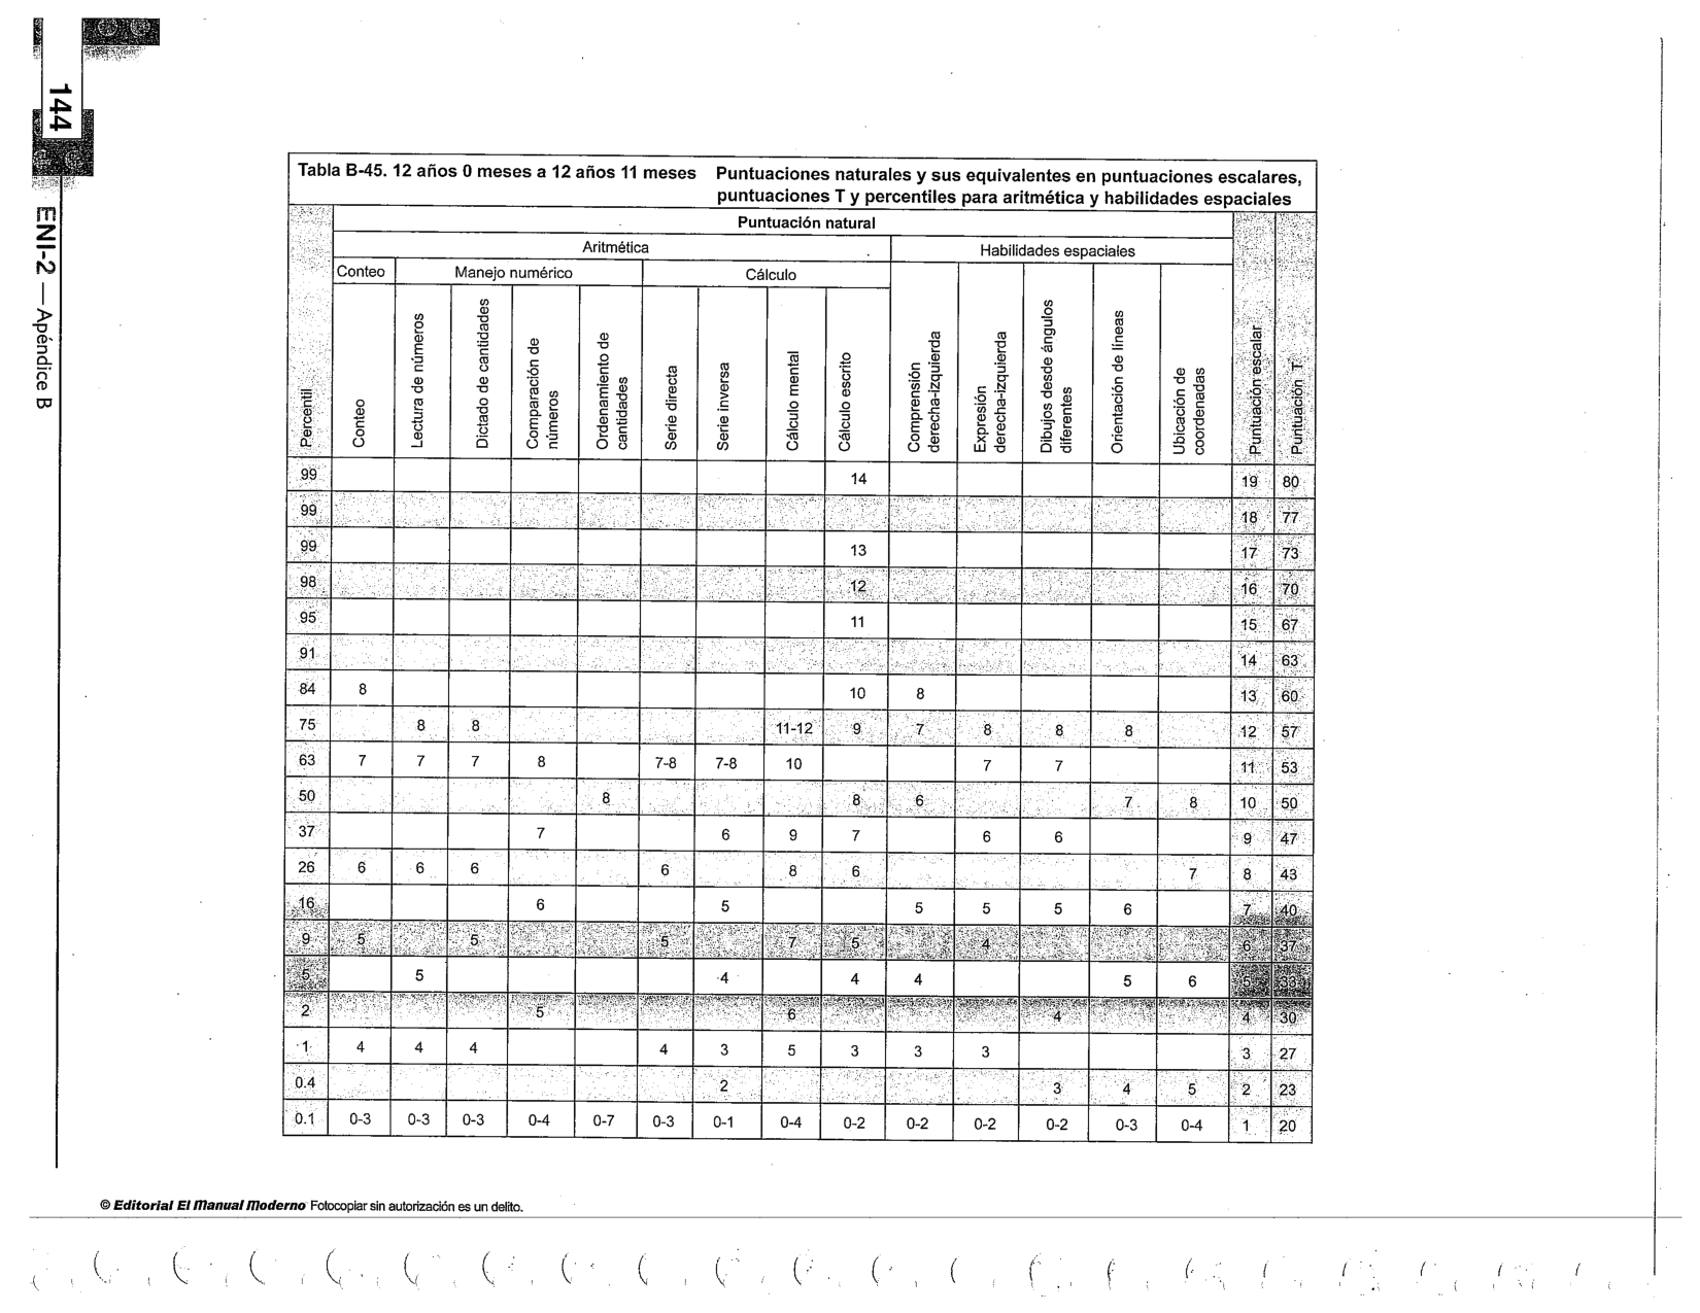 144
ENI-2 — Apéndice B
Tabla B-45. 12 años 0 meses a 12 años 11 meses Puntuaciones naturales y sus equivalentes en puntuaciones escalares,
puntuaciones T y percentiles para aritmética y habilidades espaciales
Puntuación natural
Aritmética Habilidades espaciales
Conteo Manejo numérico Cálculo
Percentil Conteo Lectura de números Dictado de cantidades Comparación de números Ordenamiento de cantidades Serie directa Serie inversa Cálculo mental Cálculo escrito Comprensión derecha-izquierda Expresión derecha-izquierda Dibujos desde ángulos diferentes Orientación de líneas Ubicación de coordenadas Puntuación escalar Puntuación T
99 14 19 80
99 18 77
99 13 17 73
98 12 16 70
95 11 15 67
91 14 63
84 8 10 8 13 60
75 8 8 11-12 9 7 8 8 8 12 57
63 7 7 7 8 7-8 7-8 10 7 7 11 53
50 8 8 6 7 8 10 50
37 7 6 9 7 6 6 9 47
26 6 6 6 6 8 6 7 8 43
16 6 5 5 5 5 6 7 40
9 5 5 5 7 5 4 6 37
5 5 4 4 4 5 6 5 33
2 5 6 4 4 30
1 4 4 4 4 3 5 3 3 3 3 27
0.4 2 3 4 5 2 23
0.1 0-3 0-3 0-3 0-4 0-7 0-3 0-1 0-4 0-2 0-2 0-2 0-2 0-3 0-4 1 20
© Editorial El Manual Moderno Fotocopiar sin autorización es un delito.